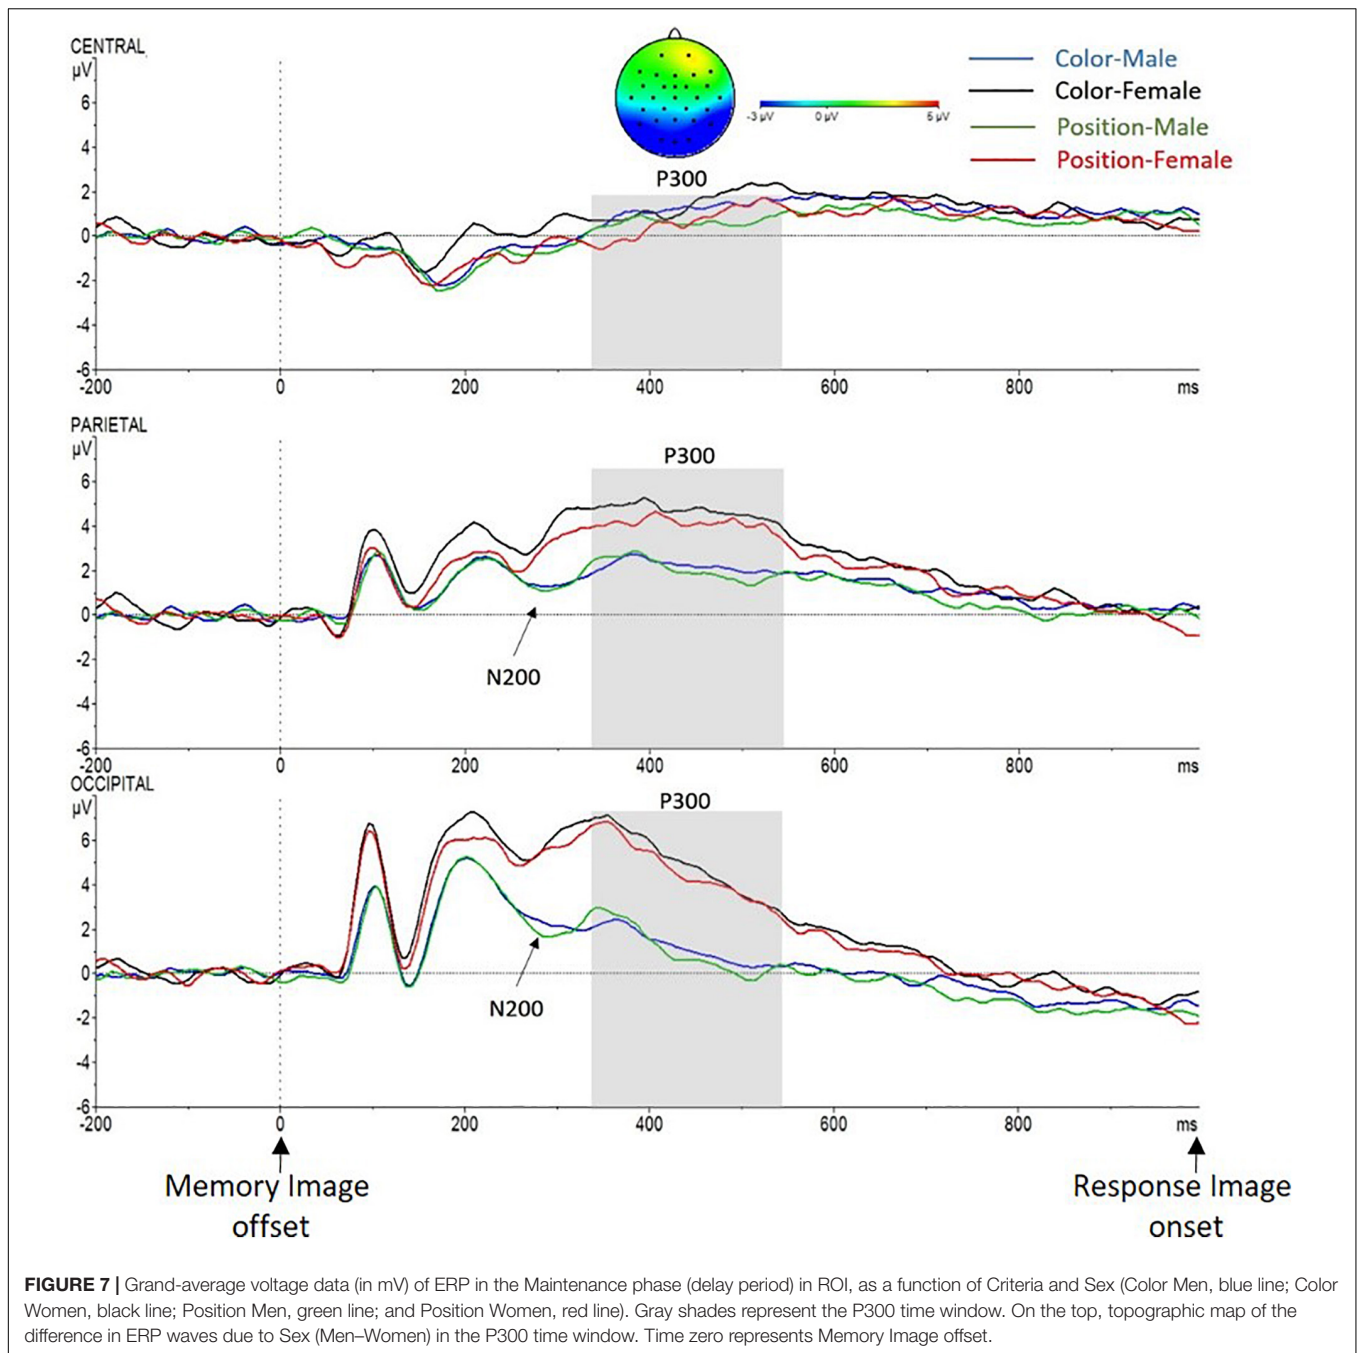 CENTRAL
µV
6
4
2
0
-2
-4
-6
-200 0 200 400 600 800 ms
-3 µV 0 µV 6 µV
P300
Color-Male
Color-Female
Position-Male
Position-Female
PARIETAL
µV
6
4
2
0
-2
-4
-6
-200 0 200 400 600 800 ms
P300
N200
OCCIPITAL
µV
6
4
2
0
-2
-4
-6
-200 0 200 400 600 800 ms
P300
N200
Memory Image
offset
Response Image
onset
FIGURE 7 | Grand-average voltage data (in mV) of ERP in the Maintenance phase (delay period) in ROI, as a function of Criteria and Sex (Color Men, blue line; Color
Women, black line; Position Men, green line; and Position Women, red line). Gray shades represent the P300 time window. On the top, topographic map of the
difference in ERP waves due to Sex (Men–Women) in the P300 time window. Time zero represents Memory Image offset.